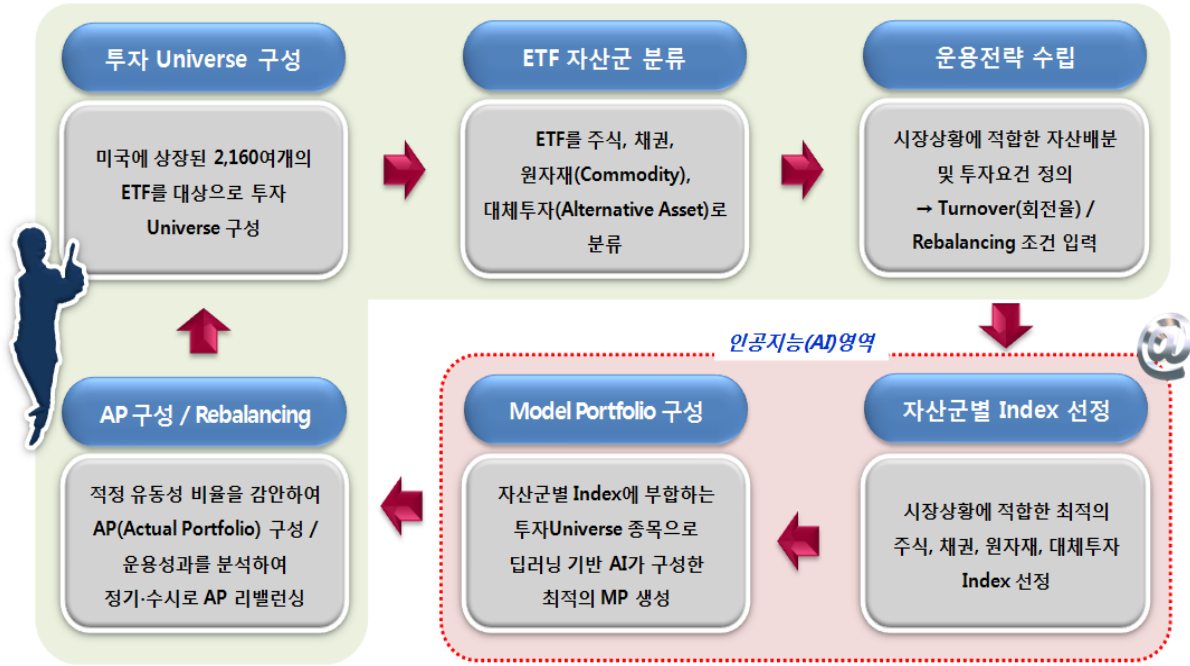 투자 Universe 구성
미국에 상장된 2,160여개의
ETF를 대상으로 투자
Universe 구성
ETF 자산군 분류
ETF를 주식, 채권,
원자재(Commodity),
대체투자(Alternative Asset)로
분류
운용전략 수립
시장상황에 적합한 자산배분
및 투자요건 정의
→ Turnover(회전율) /
Rebalancing 조건 입력
인공지능(AI)영역
@
자산군별 Index 선정
시장상황에 적합한 최적의
주식, 채권, 원자재, 대체투자
Index 선정
Model Portfolio 구성
자산군별 Index에 부합하는
투자Universe 종목으로
딥러닝 기반 AI가 구성한
최적의 MP 생성
AP 구성 / Rebalancing
적정 유동성 비율을 감안하여
AP(Actual Portfolio) 구성 /
운용성과를 분석하여
정기·수시로 AP 리밸런싱